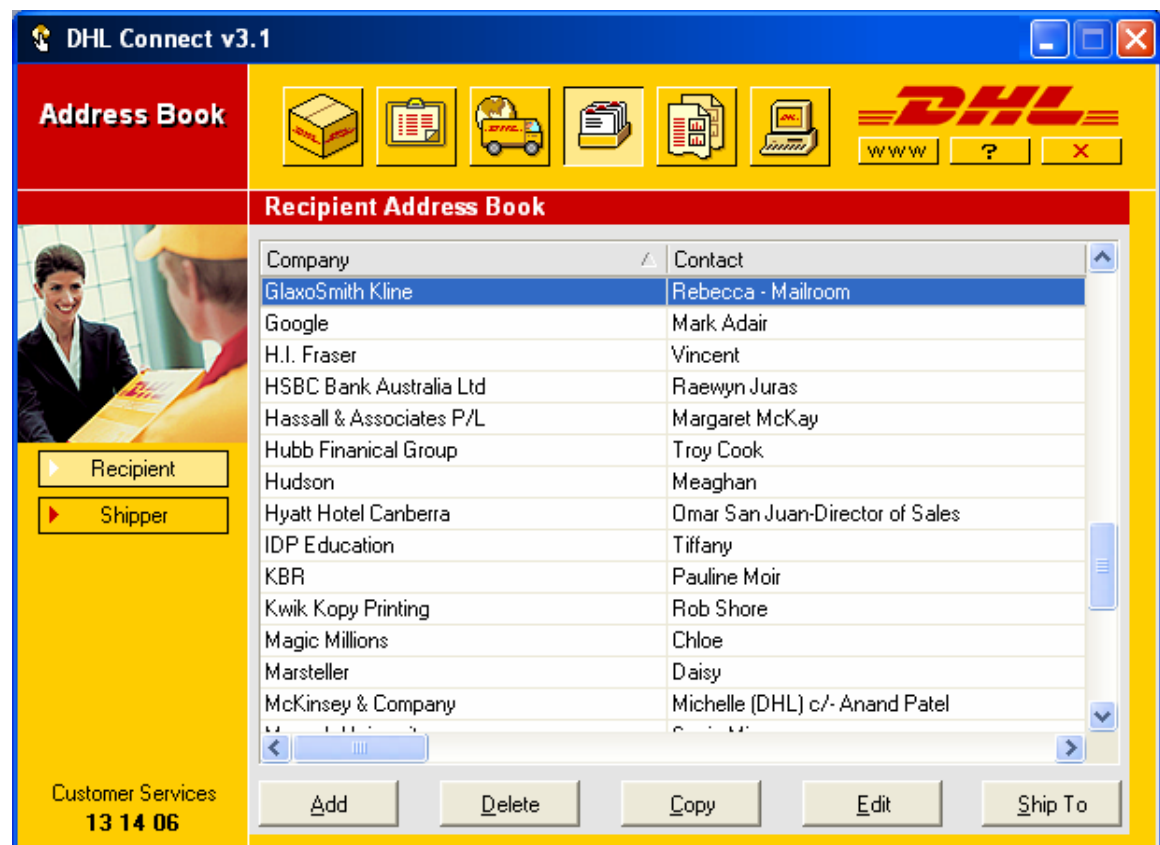 DHL Connect v3.1
Address Book
DHL
www ? X
Recipient Address Book
Company Contact
GlaxoSmith Kline Rebecca - Mailroom
Google Mark Adair
H.I. Fraser Vincent
HSBC Bank Australia Ltd Raewyn Juras
Hassall & Associates P/L Margaret McKay
Hubb Finanical Group Troy Cook
Hudson Meaghan
Hyatt Hotel Canberra Omar San Juan-Director of Sales
IDP Education Tiffany
KBR Pauline Moir
Kwik Kopy Printing Rob Shore
Magic Millions Chloe
Marsteller Daisy
McKinsey & Company Michelle (DHL) c/- Anand Patel
Recipient
Shipper
Customer Services
13 14 06
Add Delete Copy Edit Ship To